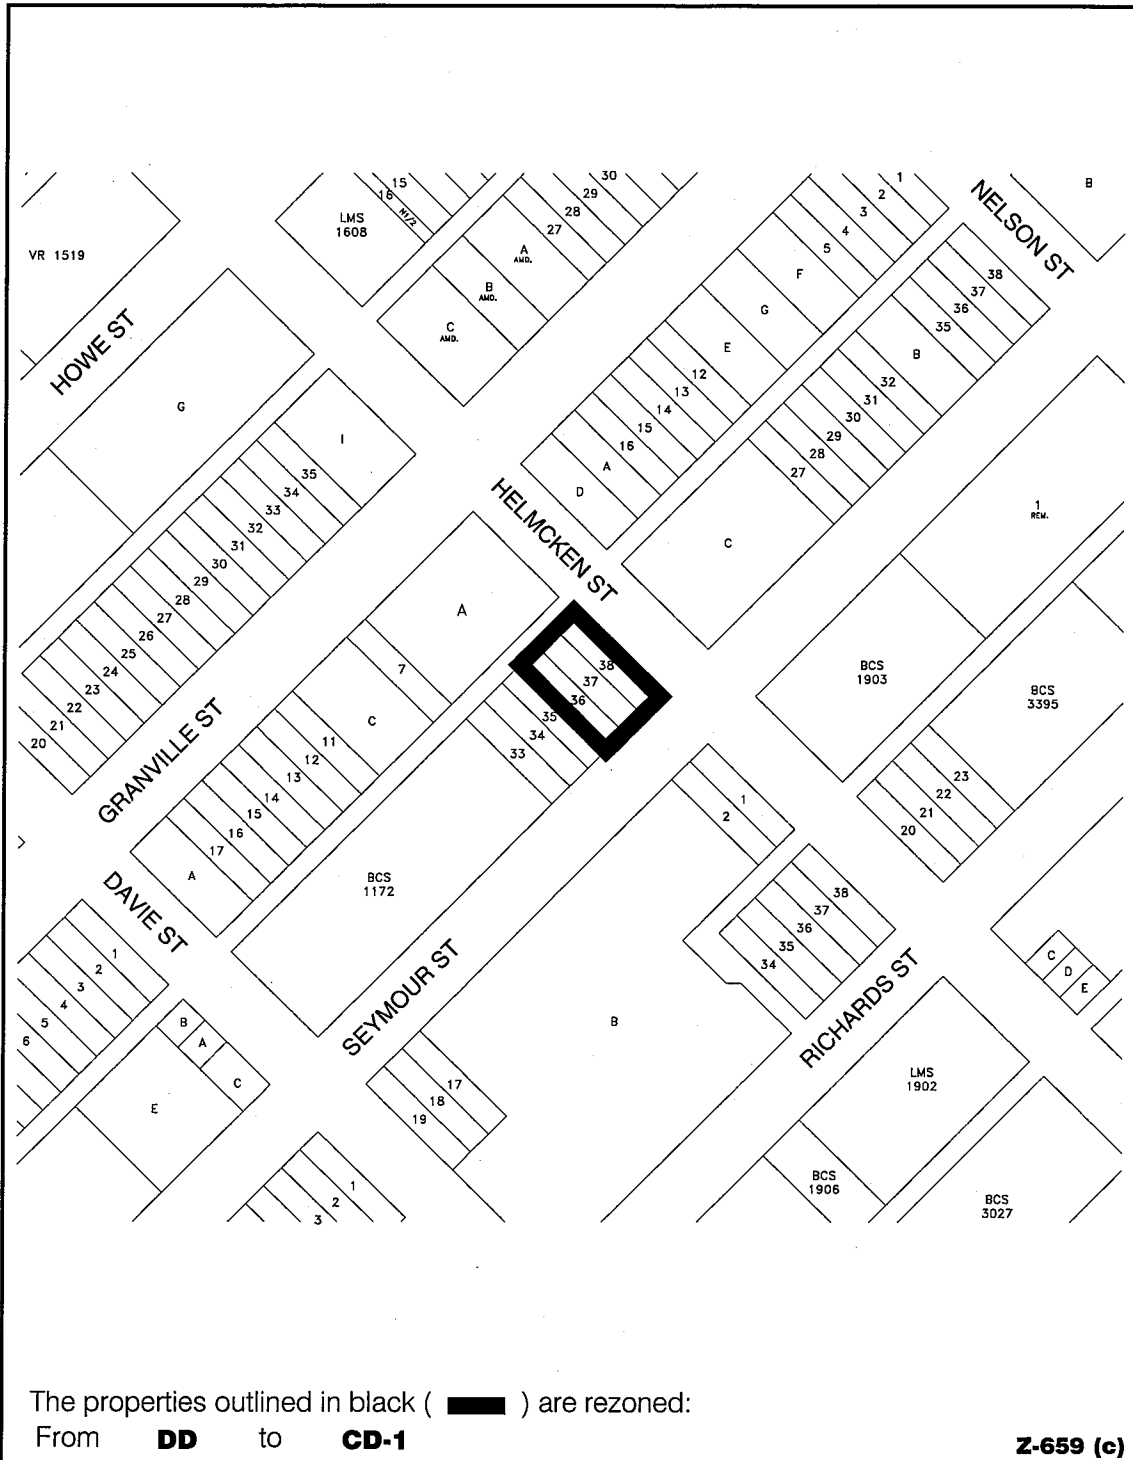 15
16
N1/2
30
29
28
27
1
2
3
4
5
B
NELSON ST
LMS
1608
VR 1519
A
AMD.
B
AMD.
C
AMD.
F
G
E
38
37
36
35
B
32
31
30
29
28
27
HOWE ST
G
I
35
34
33
32
31
30
29
28
27
26
25
24
23
22
21
20
12
13
14
15
16
A
D
HELMCKEN ST
C
1
REM.
A
7
C
11
12
13
14
15
16
17
A
38
37
36
35
34
33
BCS
1903
BCS
3395
GRANVILLE ST
23
22
21
20
1
2
BCS
1172
DAVIE ST
38
37
36
35
34
SEYMOUR ST
RICHARDS ST
C
D
E
1
2
3
4
5
6
B
A
C
E
B
17
18
19
LMS
1902
BCS
1906
BCS
3027
1
2
3
The properties outlined in black ( ) are rezoned:
From DD to CD-1
Z-659 (c)